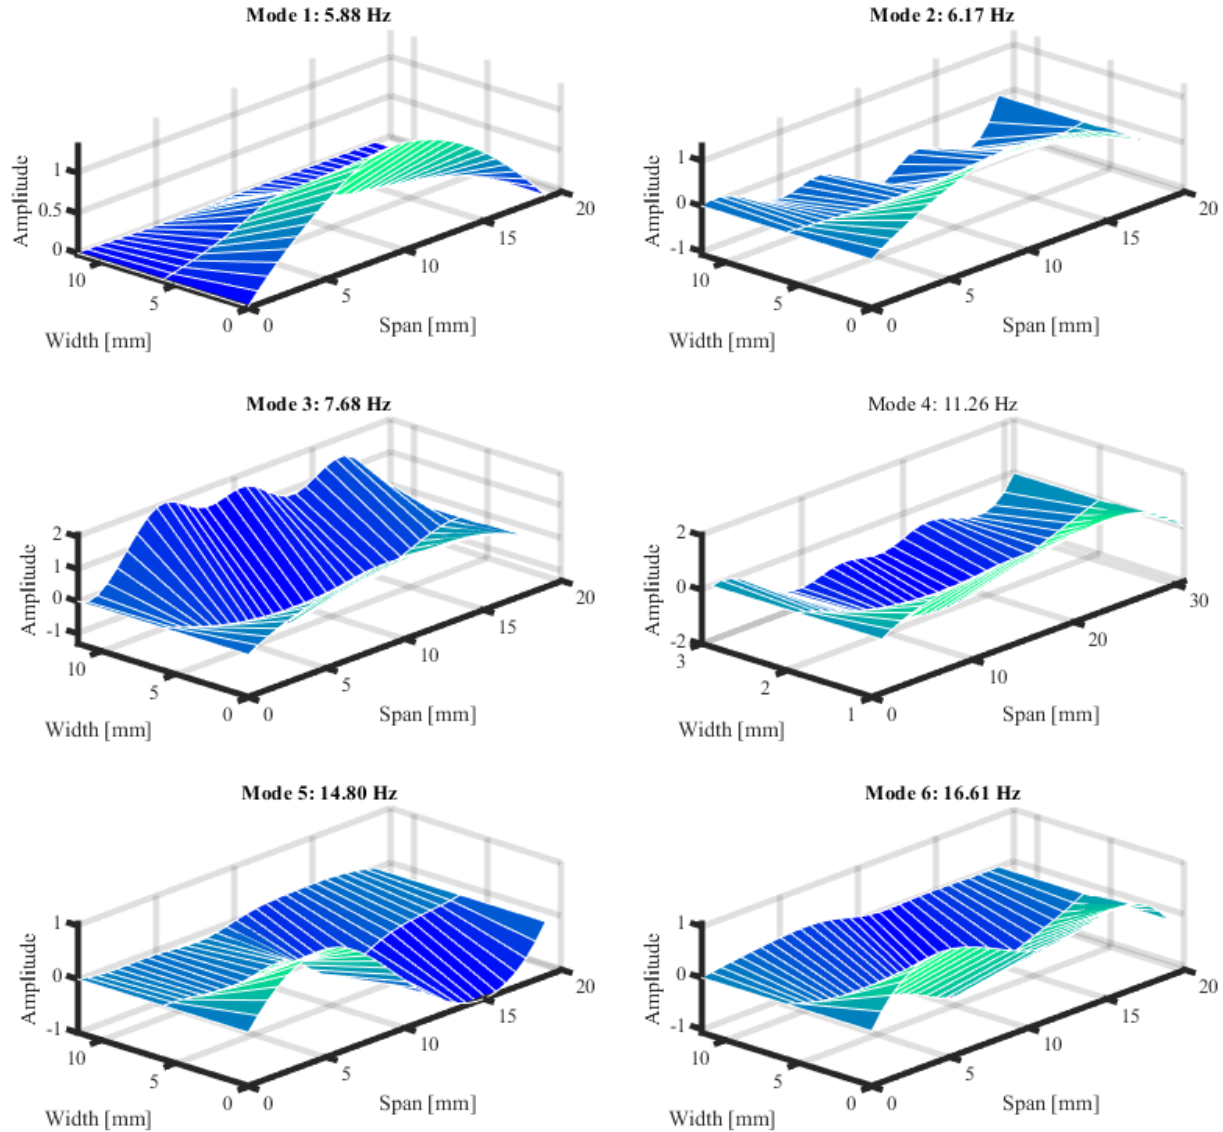 Mode 1: 5.88 Hz
Amplitude
1
0.5
0
10
5
0
Width [mm]
0
5
10
15
20
Span [mm]
Mode 2: 6.17 Hz
Amplitude
1
0
-1
10
5
0
Width [mm]
0
5
10
15
20
Span [mm]
Mode 3: 7.68 Hz
Amplitude
2
1
0
-1
10
5
0
Width [mm]
0
5
10
15
20
Span [mm]
Mode 4: 11.26 Hz
Amplitude
2
0
-2
3
2
1
Width [mm]
0
10
20
30
Span [mm]
Mode 5: 14.80 Hz
Amplitude
1
0
-1
10
5
0
Width [mm]
0
5
10
15
20
Span [mm]
Mode 6: 16.61 Hz
Amplitude
1
0
-1
10
5
0
Width [mm]
0
5
10
15
20
Span [mm]